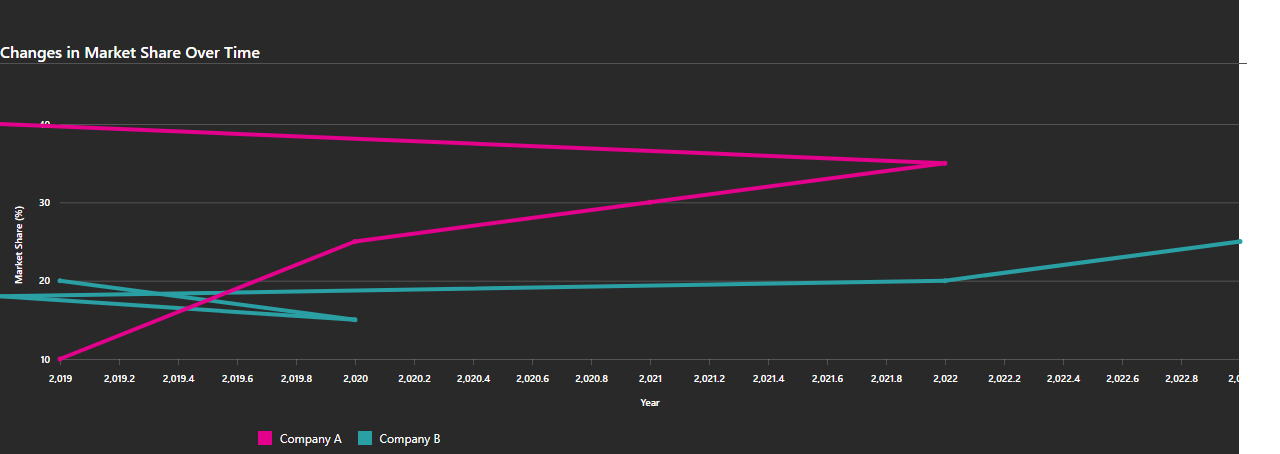 Changes in Market Share Over Time
40
30
20
10
Market Share (%)
2,019 2,019.2 2,019.4 2,019.6 2,019.8 2,020 2,020.2 2,020.4 2,020.6 2,020.8 2,021 2,021.2 2,021.4 2,021.6 2,021.8 2,022 2,022.2 2,022.4 2,022.6 2,022.8
Year
Company A Company B